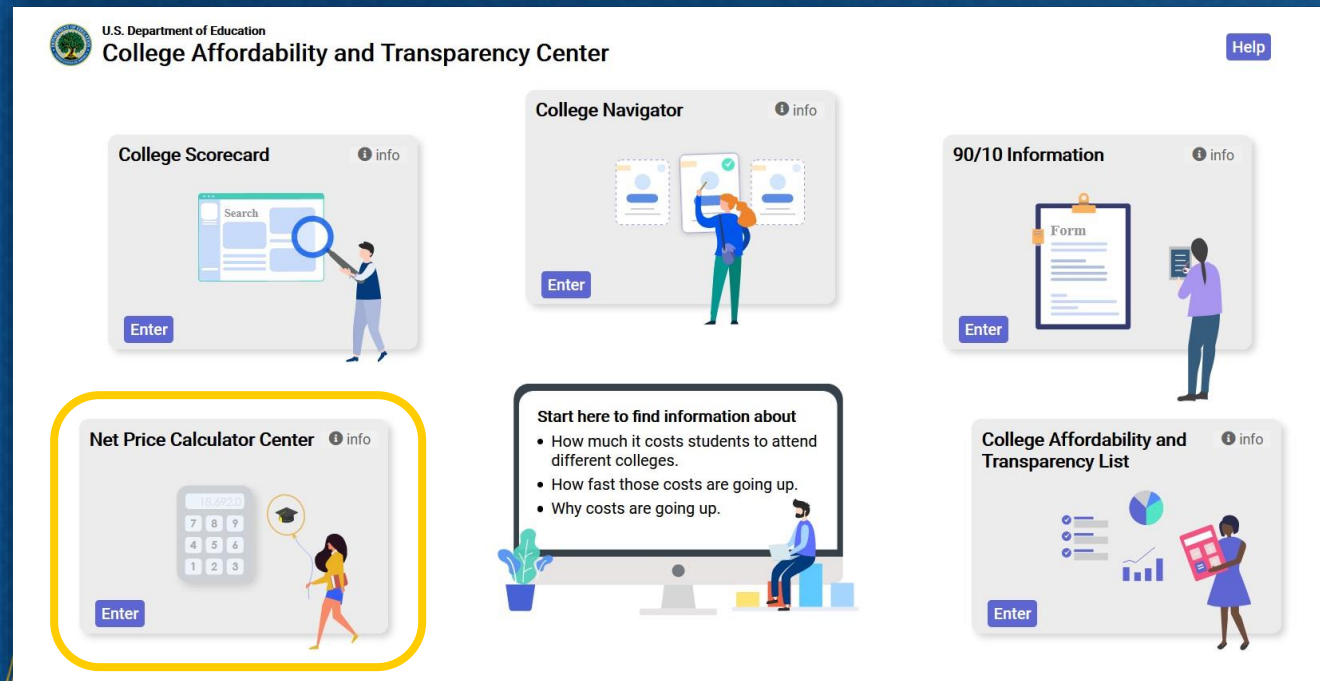 U.S. Department of Education
College Affordability and Transparency Center
Help
College Navigator
info
Enter
College Scorecard
info
Search
Enter
90/10 Information
info
Form
Enter
Net Price Calculator Center
info
18,692.0
7 8 9
4 5 6
1 2 3
Enter
Start here to find information about
• How much it costs students to attend
different colleges.
• How fast those costs are going up.
• Why costs are going up.
College Affordability and
Transparency List
info
Enter